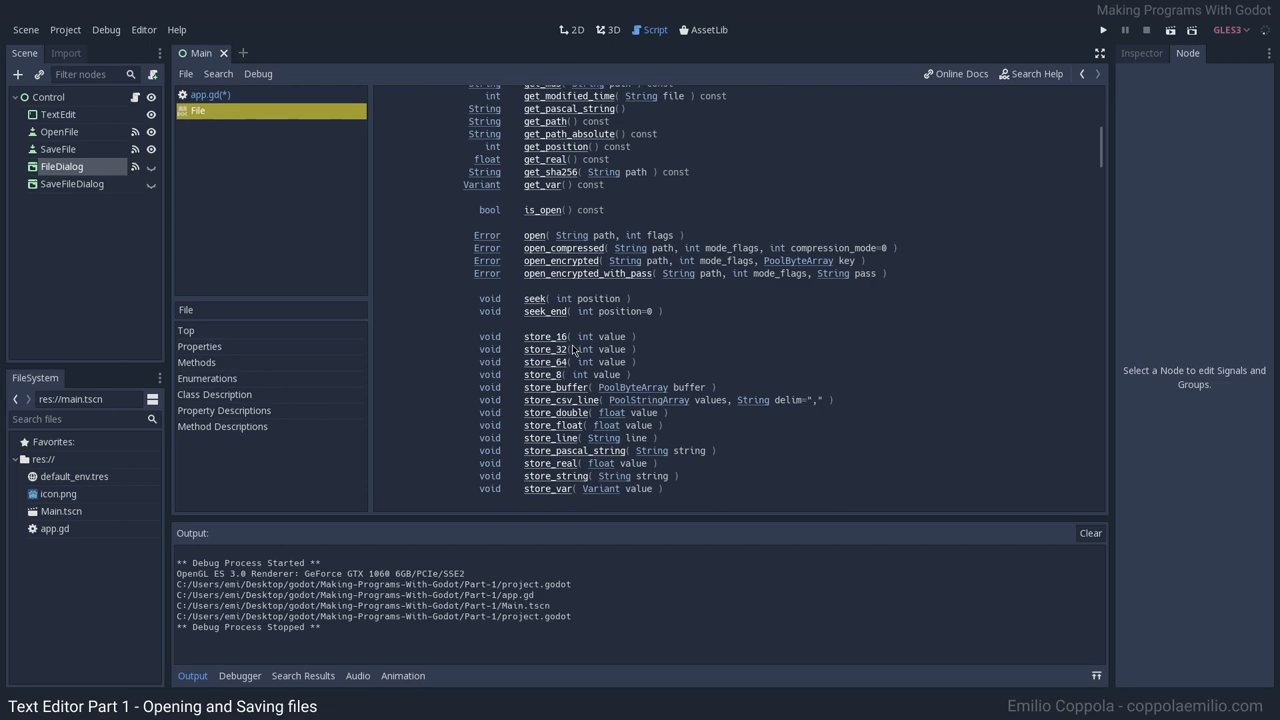 Making Programs With Godot
Scene Project Debug Editor Help
2D 3D Script AssetLib
GLES3
Scene Import
Main
Inspector Node
Filter nodes
File Search Debug
Online Docs Search Help
Control
TextEdit
OpenFile
SaveFile
FileDialog
SaveFileDialog
app.gd(*)
File
int get_modified_time( String file ) const
String get_pascal_string()
String get_path() const
String get_path_absolute() const
int get_position() const
float get_real() const
String get_sha256( String path ) const
Variant get_var() const
bool is_open() const
Error open( String path, int flags )
Error open_compressed( String path, int mode_flags, int compression_mode=0 )
Error open_encrypted( String path, int mode_flags, PoolByteArray key )
Error open_encrypted_with_pass( String path, int mode_flags, String pass )
void seek( int position )
void seek_end( int position=0 )
void store_16( int value )
void store_32( int value )
void store_64( int value )
void store_8( int value )
void store_buffer( PoolByteArray buffer )
void store_csv_line( PoolStringArray values, String delim="," )
void store_double( float value )
void store_float( float value )
void store_line( String line )
void store_pascal_string( String string )
void store_real( float value )
void store_string( String string )
void store_var( Variant value )
File
Top
Properties
Methods
Enumerations
Class Description
Property Descriptions
Method Descriptions
Select a Node to edit Signals and
Groups.
FileSystem
res://main.tscn
Search files
Favorites:
res://
default_env.tres
icon.png
Main.tscn
app.gd
Output:
Clear
** Debug Process Started **
OpenGL ES 3.0 Renderer: GeForce GTX 1060 6GB/PCIe/SSE2
C:/Users/emi/Desktop/godot/Making-Programs-With-Godot/Part-1/project.godot
C:/Users/emi/Desktop/godot/Making-Programs-With-Godot/Part-1/app.gd
C:/Users/emi/Desktop/godot/Making-Programs-With-Godot/Part-1/Main.tscn
C:/Users/emi/Desktop/godot/Making-Programs-With-Godot/Part-1/project.godot
** Debug Process Stopped **
Output Debugger Search Results Audio Animation
Text Editor Part 1 - Opening and Saving files
Emilio Coppola - coppolaemilio.com